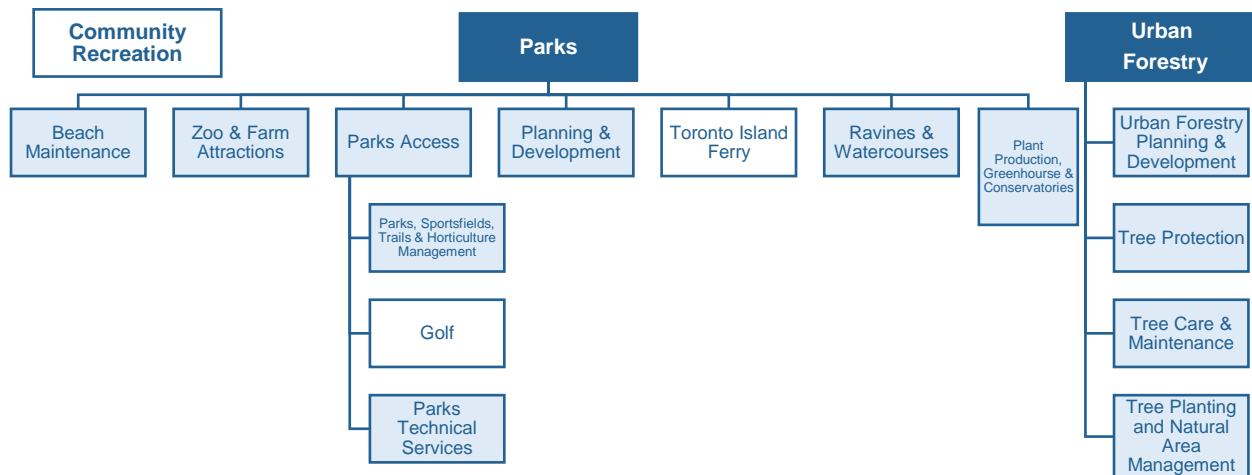 Community
Recreation
Parks
Urban
Forestry
Beach
Maintenance
Zoo & Farm
Attractions
Parks Access
Planning &
Development
Toronto Island
Ferry
Ravines &
Watercourses
Plant
Production,
Greenhourse &
Conservatories
Urban Forestry
Planning &
Development
Parks, Sportsfields,
Trails & Horticulture
Management
Tree Protection
Golf
Tree Care &
Maintenance
Parks
Technical
Services
Tree Planting
and Natural
Area
Management